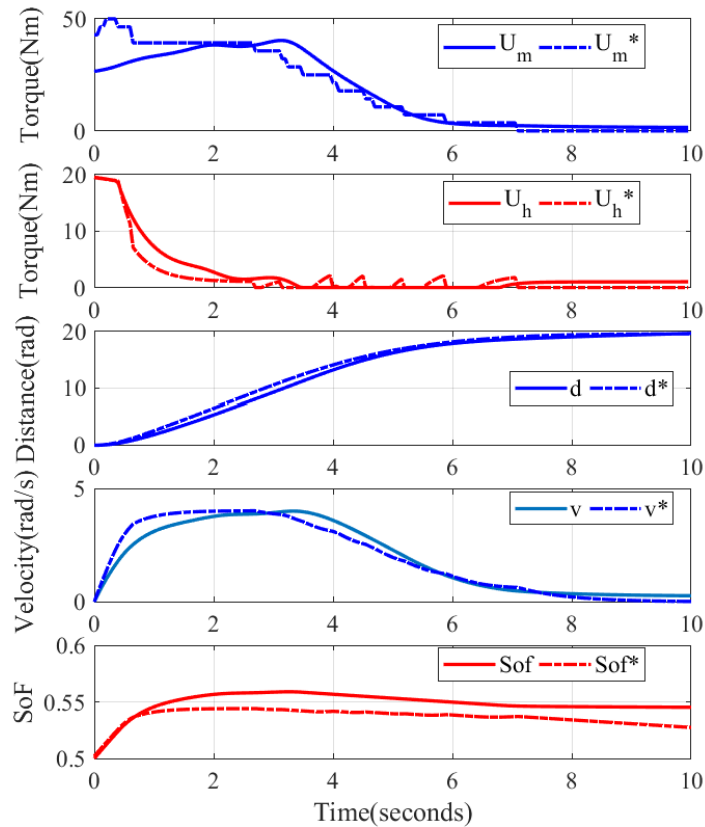 50
0
Torque(Nm)
U_m U_m*
0 2 4 6 8 10
20
10
0
Torque(Nm)
U_h U_h*
0 2 4 6 8 10
20
10
0
Distance(rad)
d d*
0 2 4 6 8 10
5
0
Velocity(rad/s)
v v*
0 2 4 6 8 10
0.6
0.55
0.5
SoF
Sof Sof*
0 2 4 6 8 10
Time(seconds)